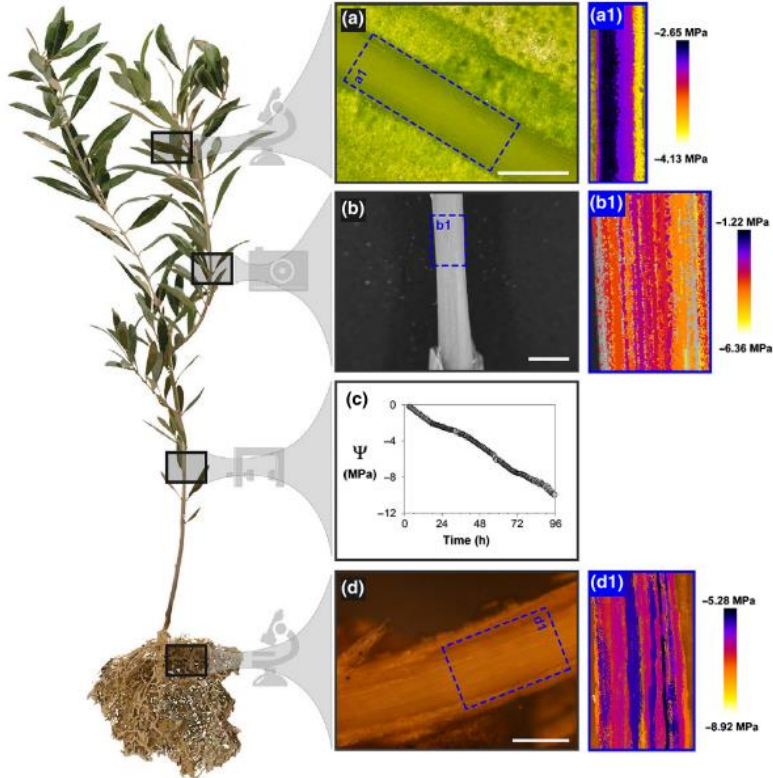 (a)
a1
(a1)
−2.65 MPa
−4.13 MPa
(b)
b1
(b1)
−1.22 MPa
−6.36 MPa
(c)
0
−4
−8
−12
Ψ
(MPa)
0 24 48 72 96
Time (h)
(d)
d1
(d1)
−5.28 MPa
−8.92 MPa